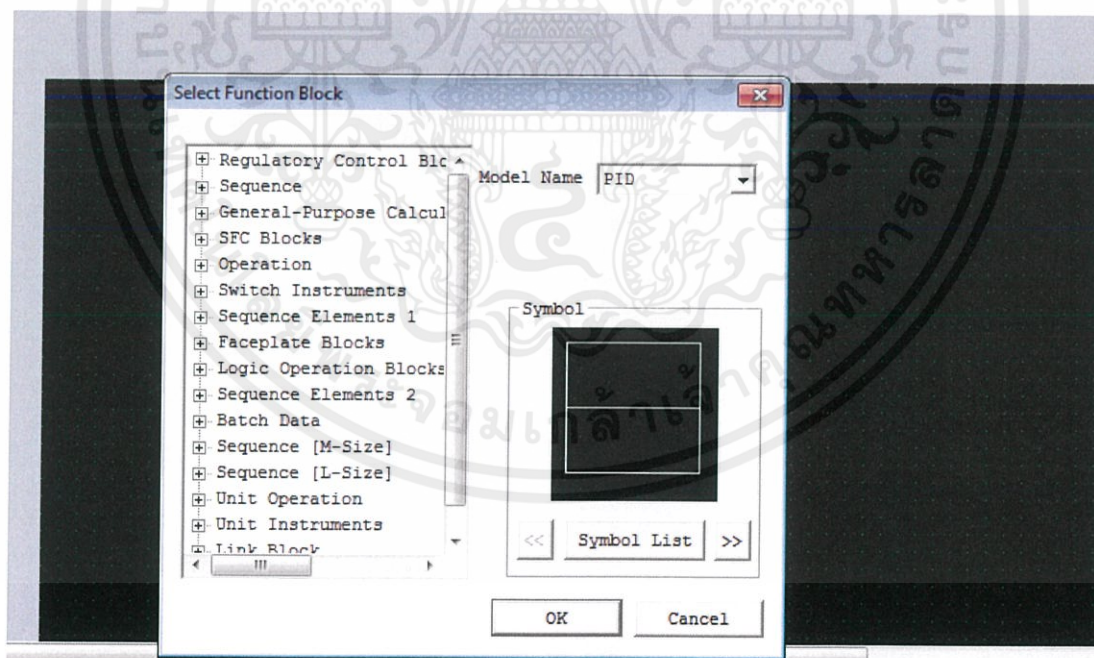 Select Function Block
Regulatory Control Blc
Sequence
General-Purpose Calcul
SFC Blocks
Operation
Switch Instruments
Sequence Elements 1
Faceplate Blocks
Logic Operation Blocks
Sequence Elements 2
Batch Data
Sequence [M-Size]
Sequence [L-Size]
Unit Operation
Unit Instruments
Link Block
Model Name PID
Symbol
<< Symbol List >>
OK Cancel